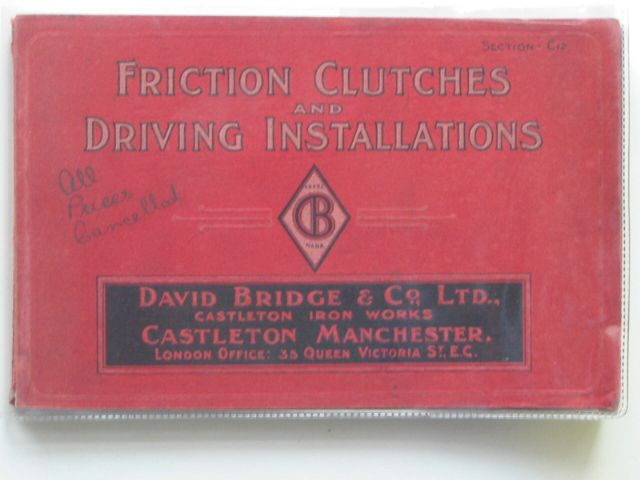 SECTION - C12
FRICTION CLUTCHES
AND
DRIVING INSTALLATIONS
All
Prices
Cancelled
TRADE
DB
MARK
DAVID BRIDGE & CO. LTD.,
CASTLETON IRON WORKS
CASTLETON MANCHESTER.
LONDON OFFICE: 35 QUEEN VICTORIA ST. E.C.